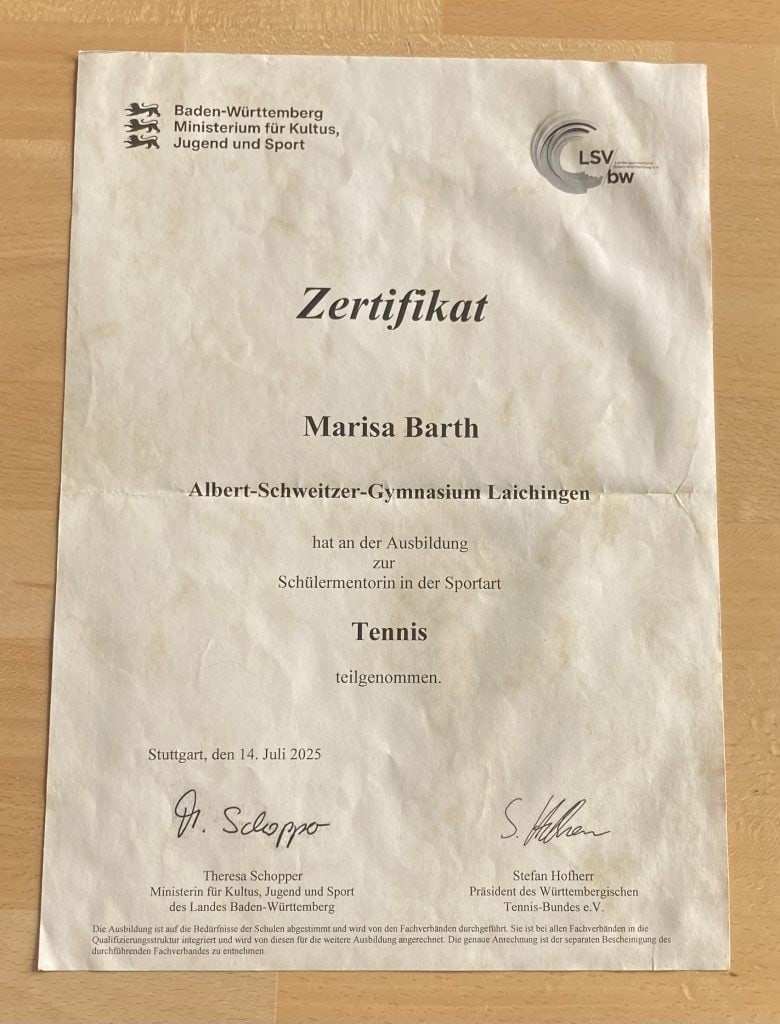 Baden-Württemberg
Ministerium für Kultus,
Jugend und Sport
LSV
bw
Zertifikat
Marisa Barth
Albert-Schweitzer-Gymnasium Laichingen
hat an der Ausbildung
zur
Schülermentorin in der Sportart
Tennis
teilgenommen.
Stuttgart, den 14. Juli 2025
Theresa Schopper
Ministerin für Kultus, Jugend und Sport
des Landes Baden-Württemberg
Stefan Hofherr
Präsident des Württembergischen
Tennis-Bundes e.V.
Die Ausbildung ist auf die Bedürfnisse der Schulen abgestimmt und wird von den Fachverbänden durchgeführt. Sie ist bei allen Fachverbänden in die
Qualifizierungsstruktur integriert und wird von diesen für die weitere Ausbildung angerechnet. Die genaue Anrechnung ist der separaten Bescheinigung des
durchführenden Fachverbandes zu entnehmen.